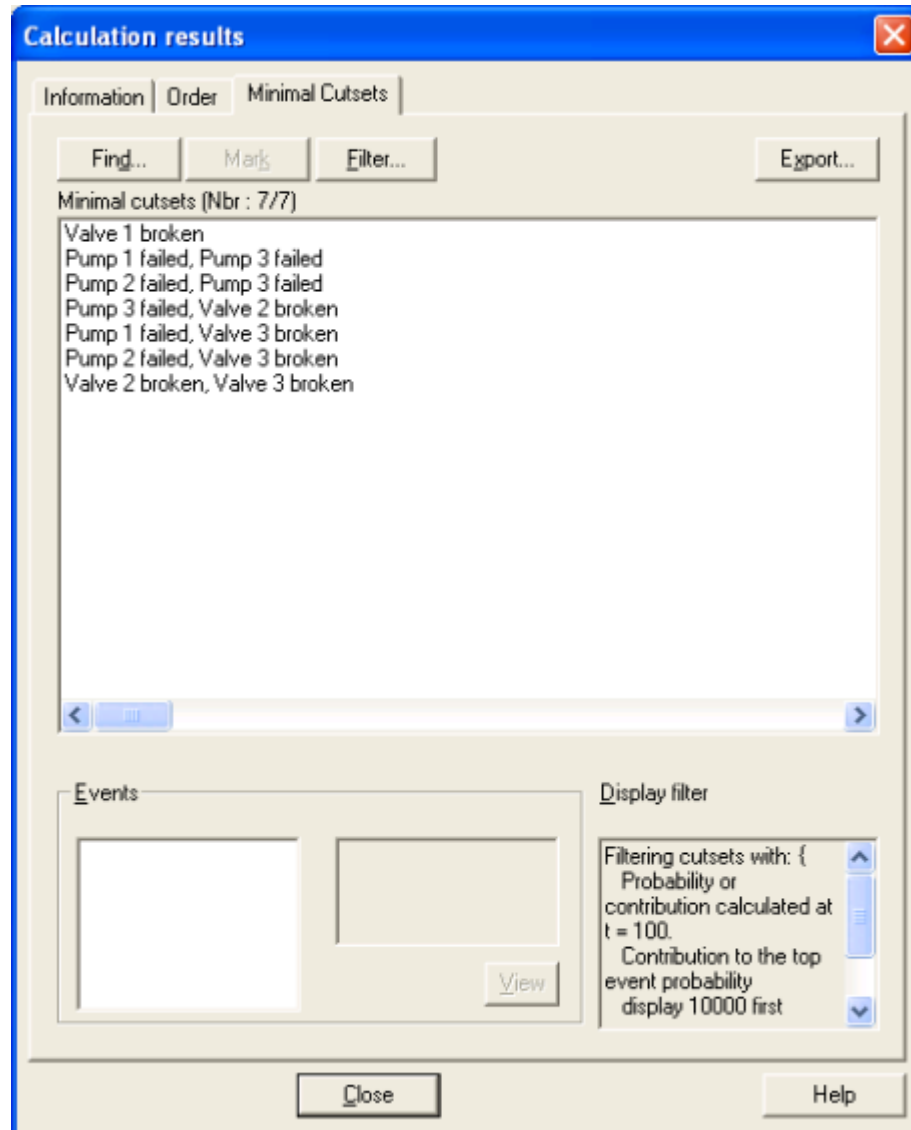 Calculation results
Information
Order
Minimal Cutsets
Find...
Mark
Filter...
Export...
Minimal cutsets (Nbr : 7/7)
Valve 1 broken
Pump 1 failed, Pump 3 failed
Pump 2 failed, Pump 3 failed
Pump 3 failed, Valve 2 broken
Pump 1 failed, Valve 3 broken
Pump 2 failed, Valve 3 broken
Valve 2 broken, Valve 3 broken
Events
View
Display filter
Filtering cutsets with: {
Probability or
contribution calculated at
t = 100.
Contribution to the top
event probability
display 10000 first
Close
Help